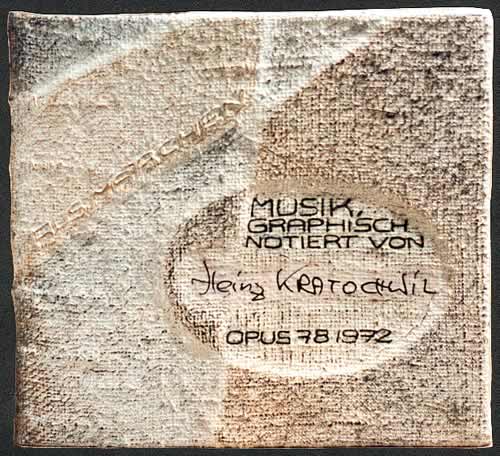 MUSIK,
GRAPHISCH
NOTIERT VON
Heinz KRATOCHWIL
OPUS 78 1972